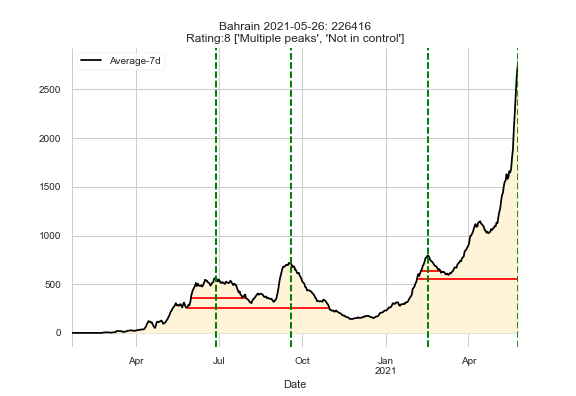 Bahrain 2021-05-26: 226416
Rating:8 ['Multiple peaks', 'Not in control']
Average-7d
2500
2000
1500
1000
500
0
Apr
Jul
Oct
Jan
2021
Apr
Date